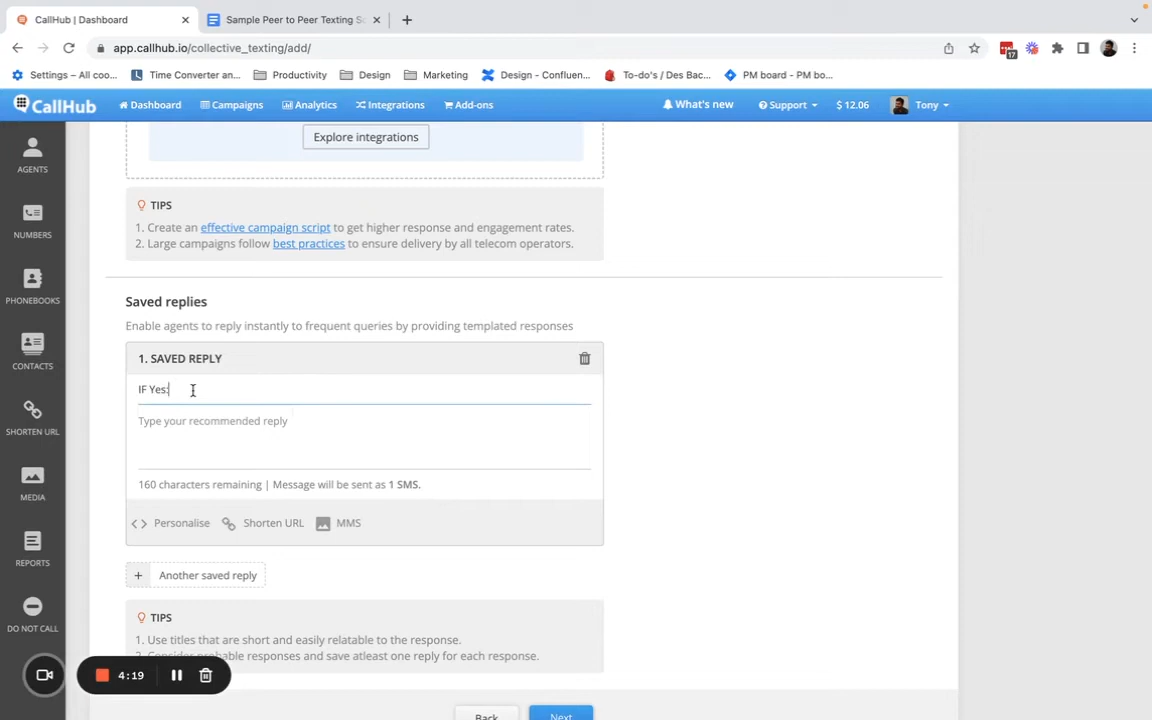 CallHub | Dashboard
Sample Peer to Peer Texting Sc
app.callhub.io/collective_texting/add/
17
Settings – All coo...
Time Converter an...
Productivity
Design
Marketing
Design - Confluen...
To-do's / Des Bac...
PM board - PM bo...
CallHub
Dashboard
Campaigns
Analytics
Integrations
Add-ons
What's new
Support
$ 12.06
Tony
AGENTS
NUMBERS
PHONEBOOKS
CONTACTS
SHORTEN URL
MEDIA
REPORTS
DO NOT CALL
Explore integrations
TIPS
1. Create an effective campaign script to get higher response and engagement rates.
2. Large campaigns follow best practices to ensure delivery by all telecom operators.
Saved replies
Enable agents to reply instantly to frequent queries by providing templated responses
1. SAVED REPLY
IF Yes:
Type your recommended reply
160 characters remaining | Message will be sent as 1 SMS.
Personalise
Shorten URL
MMS
+ Another saved reply
TIPS
1. Use titles that are short and easily relatable to the response.
2. Consider probable responses and save atleast one reply for each response.
4:19
Back
Next